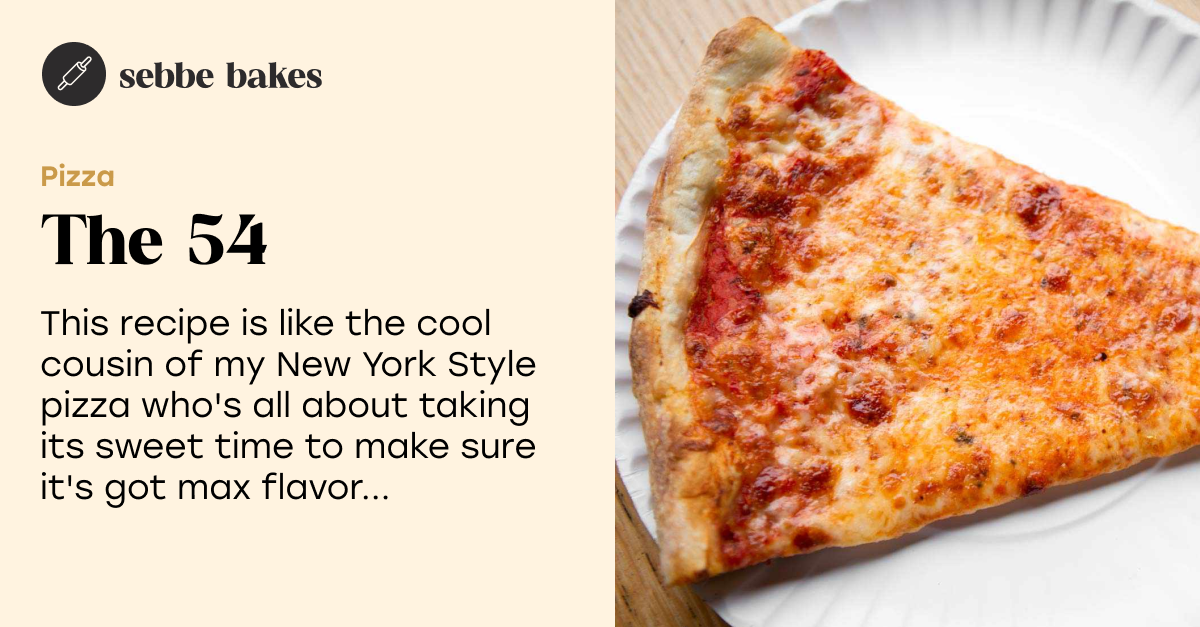 sebbe bakes
Pizza
The 54
This recipe is like the cool
cousin of my New York Style
pizza who's all about taking
its sweet time to make sure
it's got max flavor...